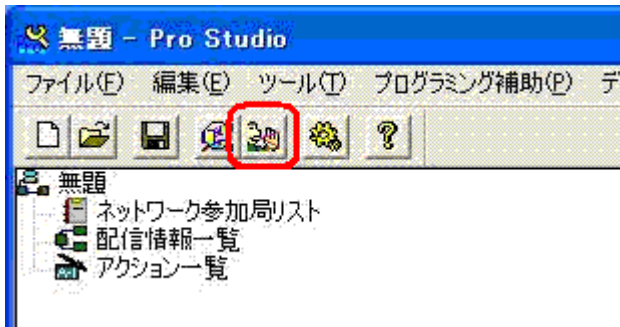 無題 - Pro Studio
ファイル(F) 編集(E) ツール(T) プログラミング補助(P) デ
無題
ネットワーク参加局リスト
配信情報一覧
アクション一覧